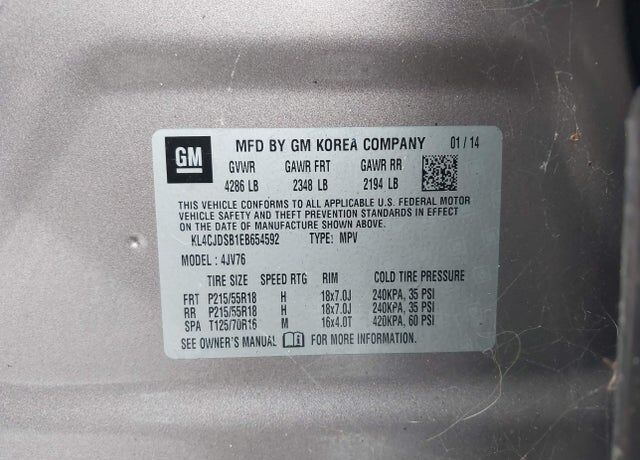 GM
MFD BY GM KOREA COMPANY 01 / 14
GVWR GAWR FRT GAWR RR
4286 LB 2348 LB 2194 LB
THIS VEHICLE CONFORMS TO ALL APPLICABLE U.S. FEDERAL MOTOR
VEHICLE SAFETY AND THEFT PREVENTION STANDARDS IN EFFECT
ON THE DATE OF MANUFACTURE SHOWN ABOVE.
KL4CJDSB1EB654592 TYPE: MPV
MODEL : 4JV76
TIRE SIZE SPEED RTG RIM COLD TIRE PRESSURE
FRT P215/55R18 H 18x7.0J 240KPA, 35 PSI
RR P215/55R18 H 18x7.0J 240KPA, 35 PSI
SPA T125/70R16 M 16x4.0T 420KPA, 60 PSI
SEE OWNER'S MANUAL i FOR MORE INFORMATION.